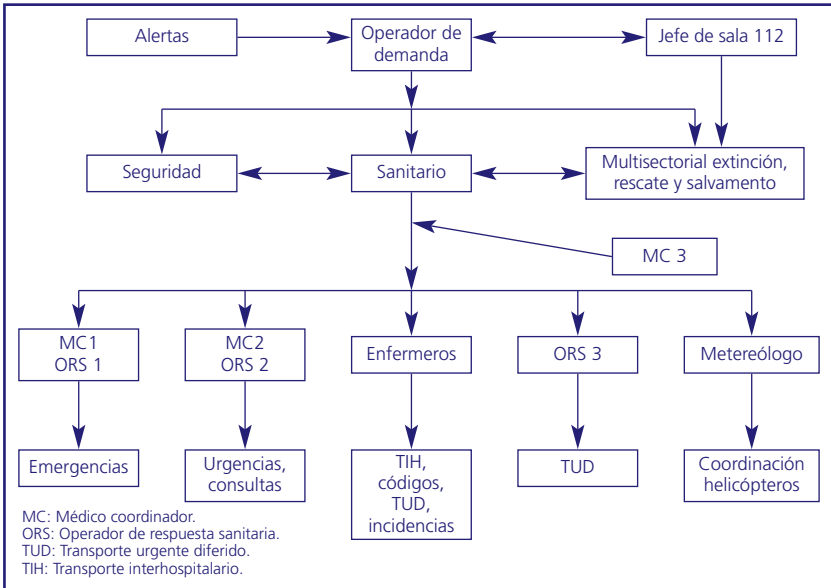 Alertas
Operador de
demanda
Jefe de sala 112
Seguridad
Sanitario
Multisectorial extinción,
rescate y salvamento
MC 3
MC1
ORS 1
MC2
ORS 2
Enfermeros
ORS 3
Metereólogo
Emergencias
Urgencias,
consultas
TIH,
códigos,
TUD,
incidencias
TUD
Coordinación
helicópteros
MC: Médico coordinador.
ORS: Operador de respuesta sanitaria.
TUD: Transporte urgente diferido.
TIH: Transporte interhospitalario.